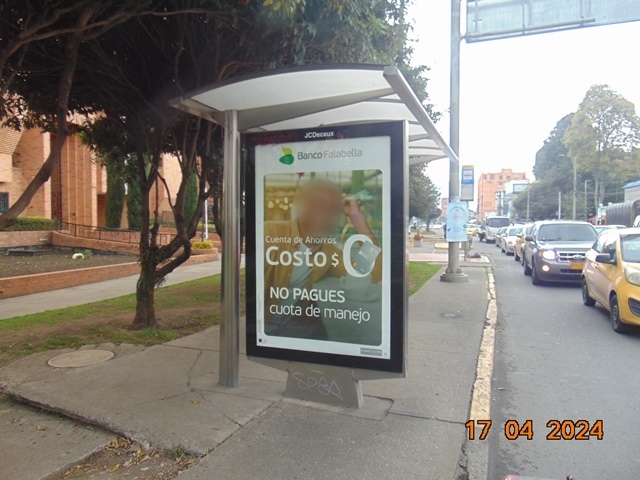 JCDecaux
Banco Falabella
Cuenta de Ahorros
Costo $0
NO PAGUES
cuota de manejo
17 04 2024